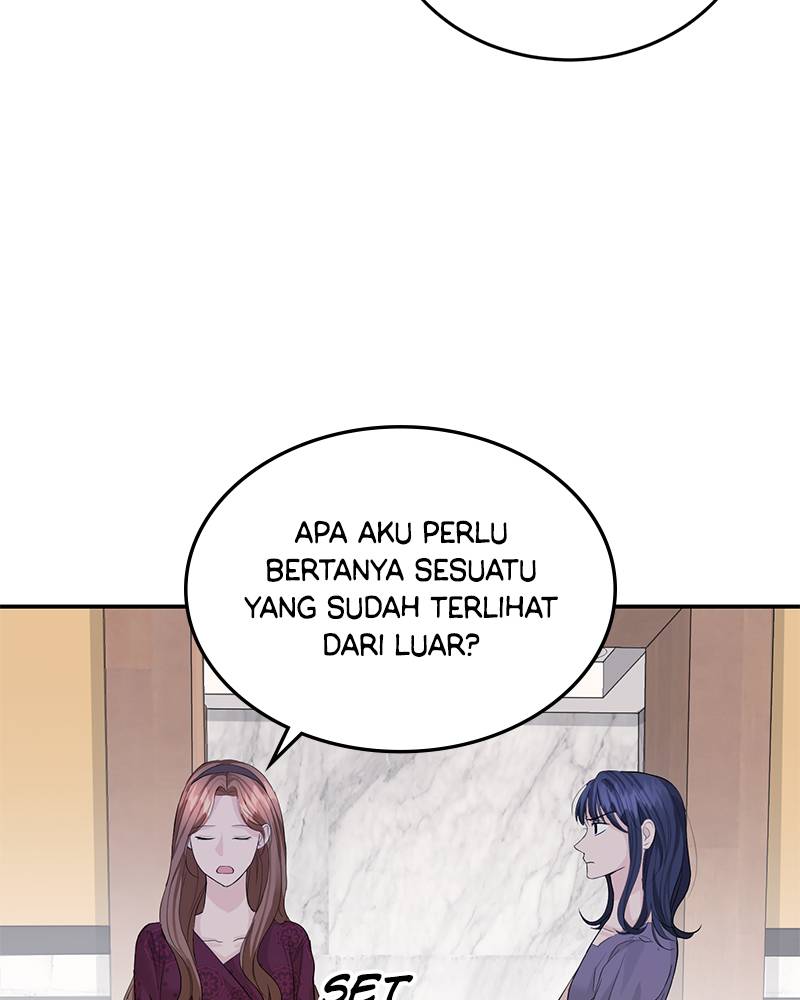 APA AKU PERLU
BERTANYA SESUATU
YANG SUDAH TERLIHAT
DARI LUAR?
SET